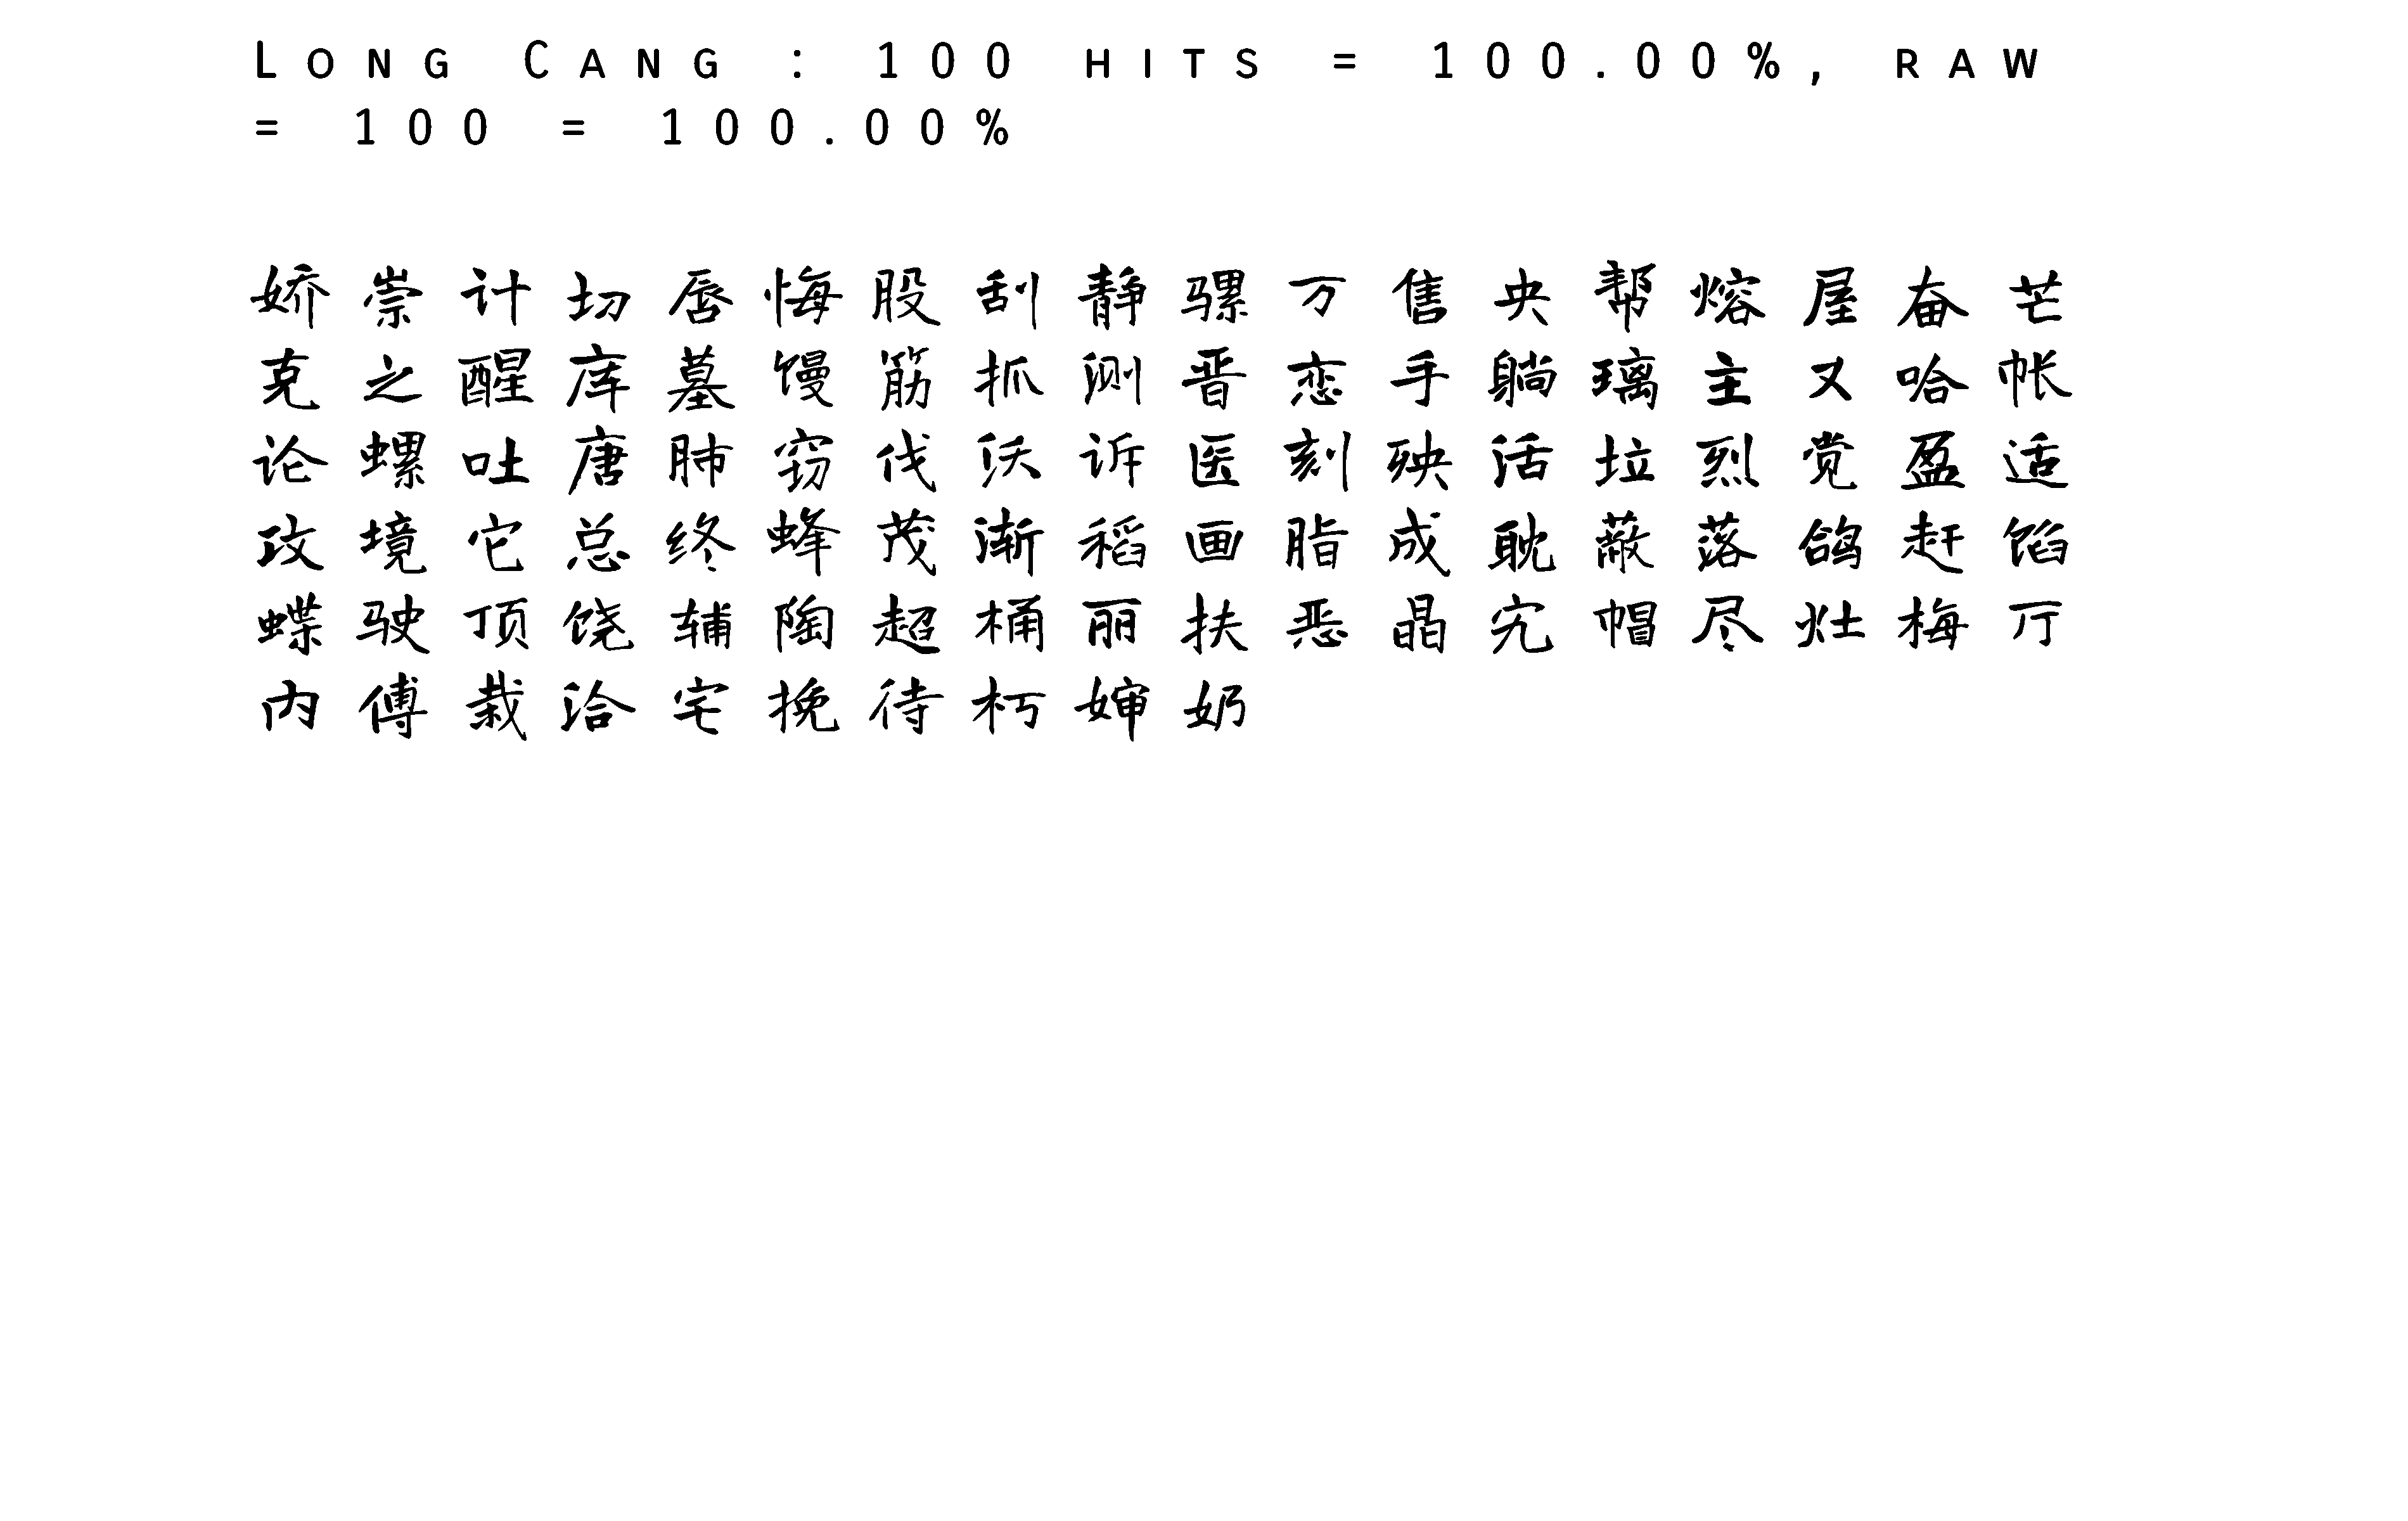 Long Cang : 100 hits = 100.00%, raw
= 100 = 100.00%
娇崇计切唇悔股刮静骡万售央帮熔屋奋芒
克之醒库墓馒筋抓测晋恋手躺璃主又哈帐
论螺吐唐肺窃伐沃诉医刻殃活垃烈党盈适
攻境它总终蜂茂渐稻画脂成耽蔽落鸽赶馅
蝶驶顶饶辅陶超桶丽扶恶晶宄帽尽灶梅厅
内傅栽洽宅挽待朽婶奶